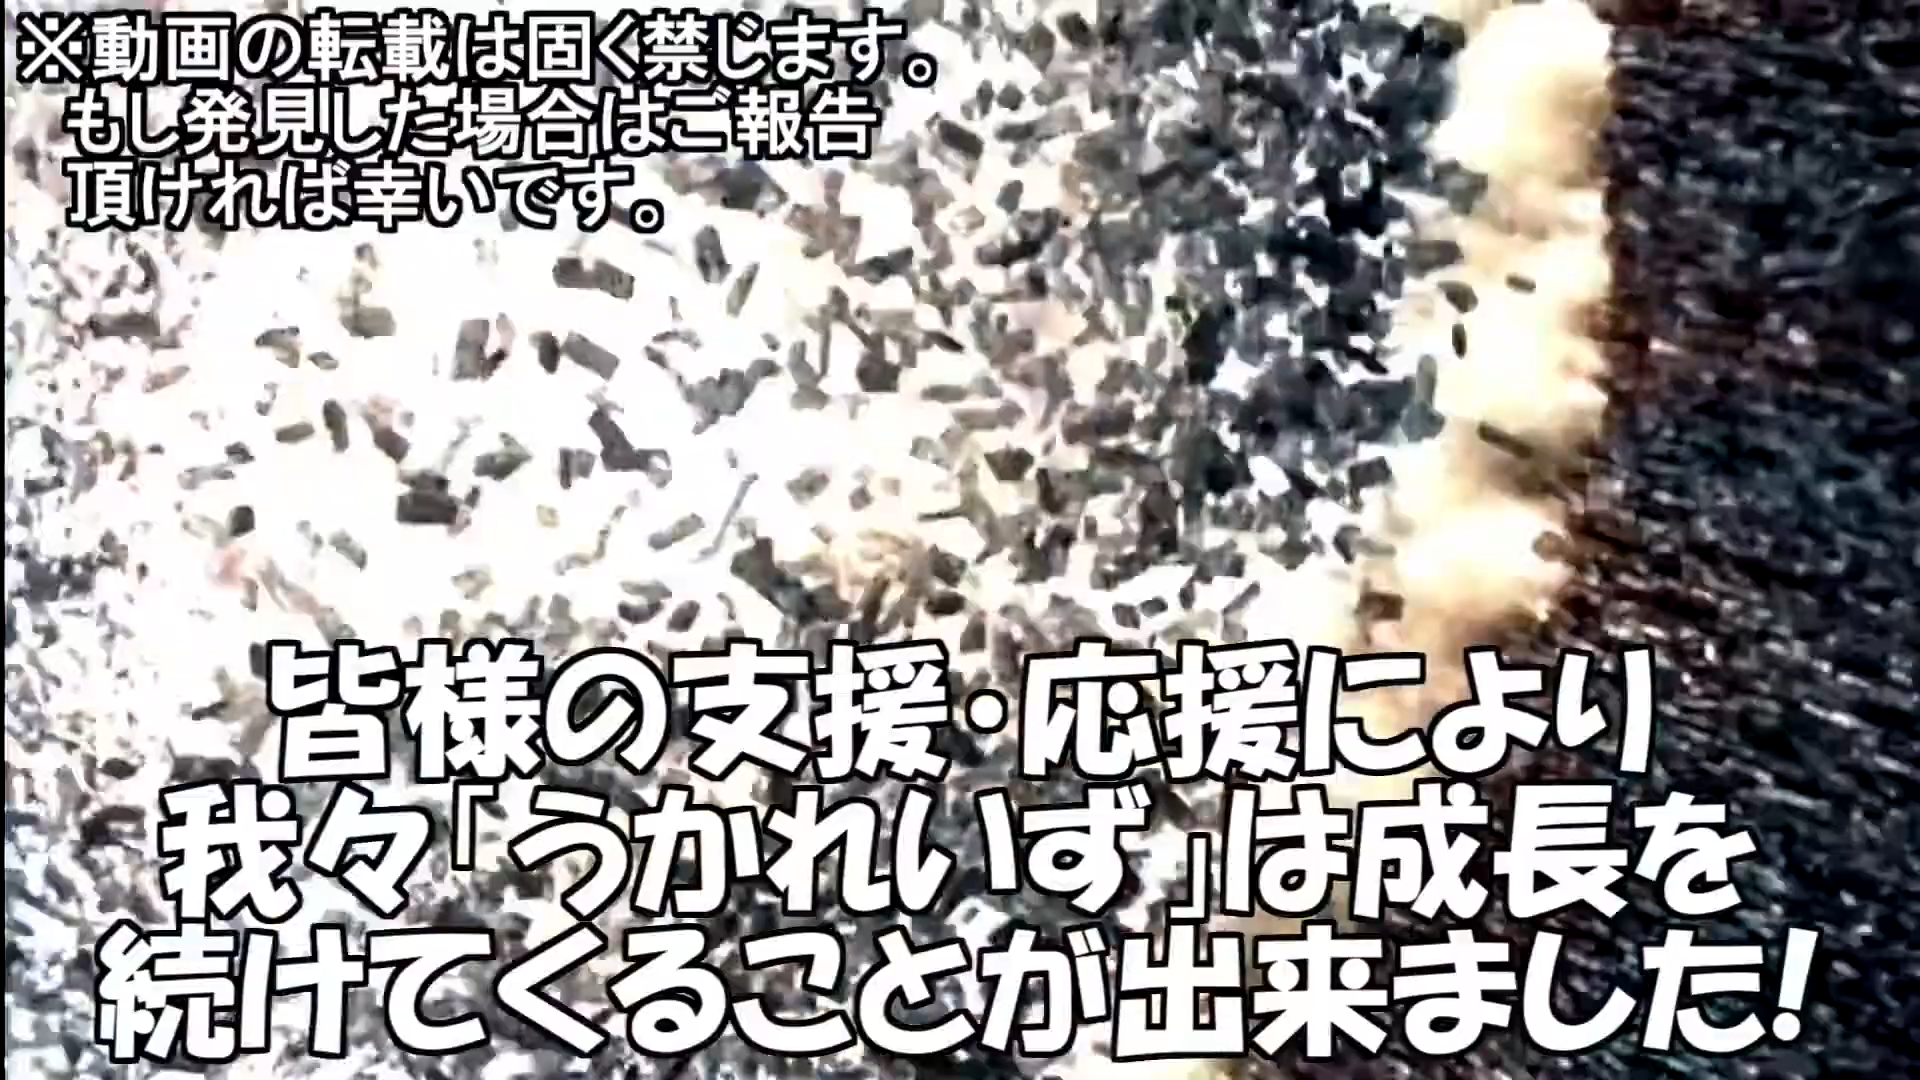 ※動画の転載は固く禁じます。
もし発見した場合はご報告
頂ければ幸いです。
皆様の支援・応援により
我々「うかれいず」は成長を
続けてくることが出来ました!